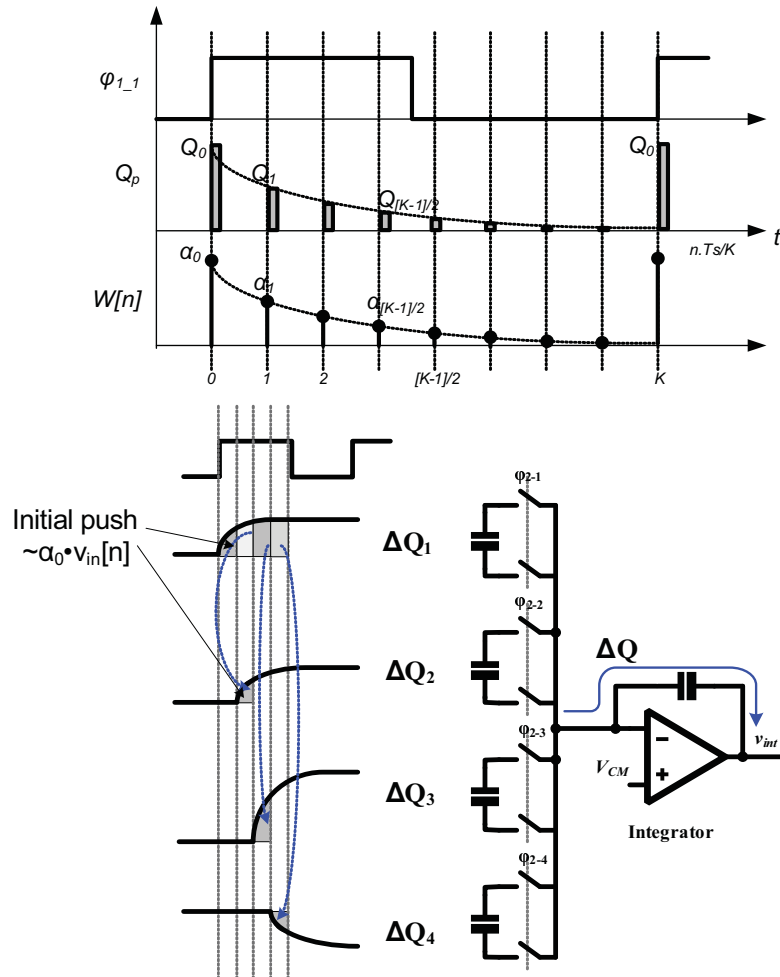 φ1_1
Q0
Q0
Q1
Qp
Q[K-1]/2
t
n.Ts/K
α0
α1
α[K-1]/2
W[n]
0 1 2 [K-1]/2 K
φ2-1
Initial push
~α0•vin[n]
ΔQ1
φ2-2
ΔQ2
ΔQ
φ2-3
vint
VCM
ΔQ3
Integrator
φ2-4
ΔQ4